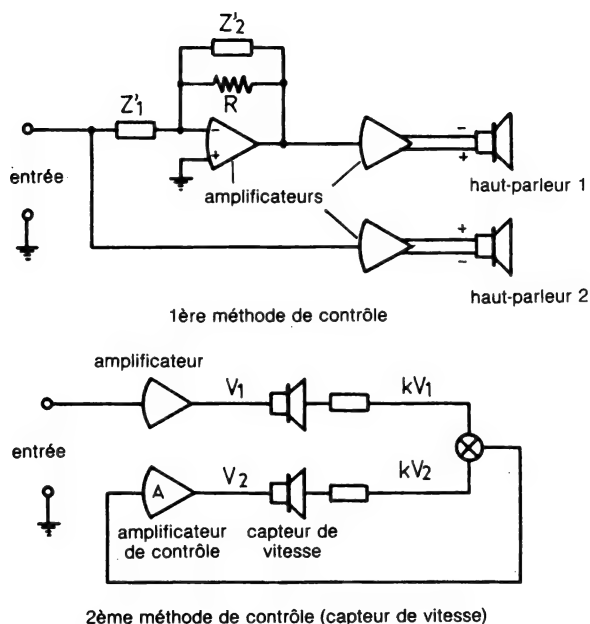 Z'2
Z'1
R
−
+
entrée
amplificateurs
−
+
haut-parleur 1
+
−
haut-parleur 2
1ère méthode de contrôle
amplificateur
V1
kV1
entrée
A
V2
kV2
amplificateur
de contrôle
capteur de
vitesse
2ème méthode de contrôle (capteur de vitesse)